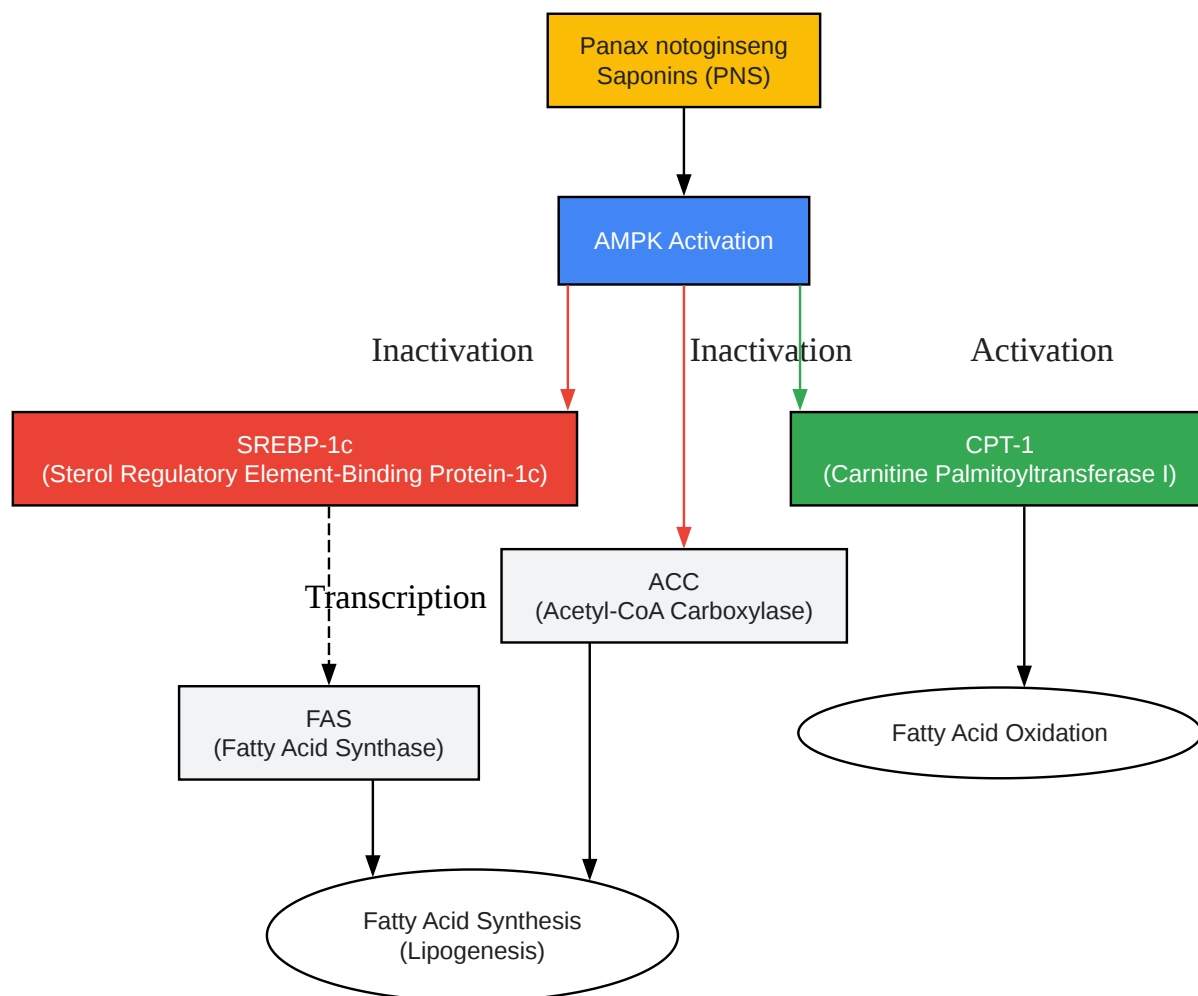 Panax notoginseng
Saponins (PNS)
AMPK Activation
Inactivation
Inactivation
Activation
SREBP-1c
(Sterol Regulatory Element-Binding Protein-1c)
CPT-1
(Carnitine Palmitoyltransferase I)
ACC
(Acetyl-CoA Carboxylase)
Transcription
FAS
(Fatty Acid Synthase)
Fatty Acid Oxidation
Fatty Acid Synthesis
(Lipogenesis)